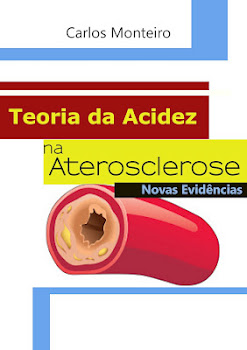 Carlos Monteiro
Teoria da Acidez
na
Aterosclerose
Novas Evidências